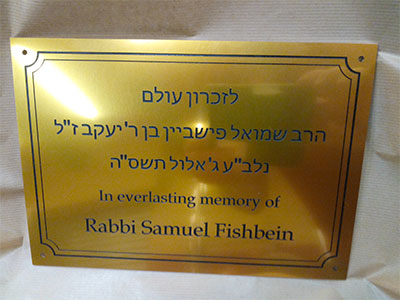 לזכרון עולם
הרב שמואל פישביין בן ר' יעקב ז"ל
נלב"ע ג' אלול תשס"ה
In everlasting memory of
Rabbi Samuel Fishbein